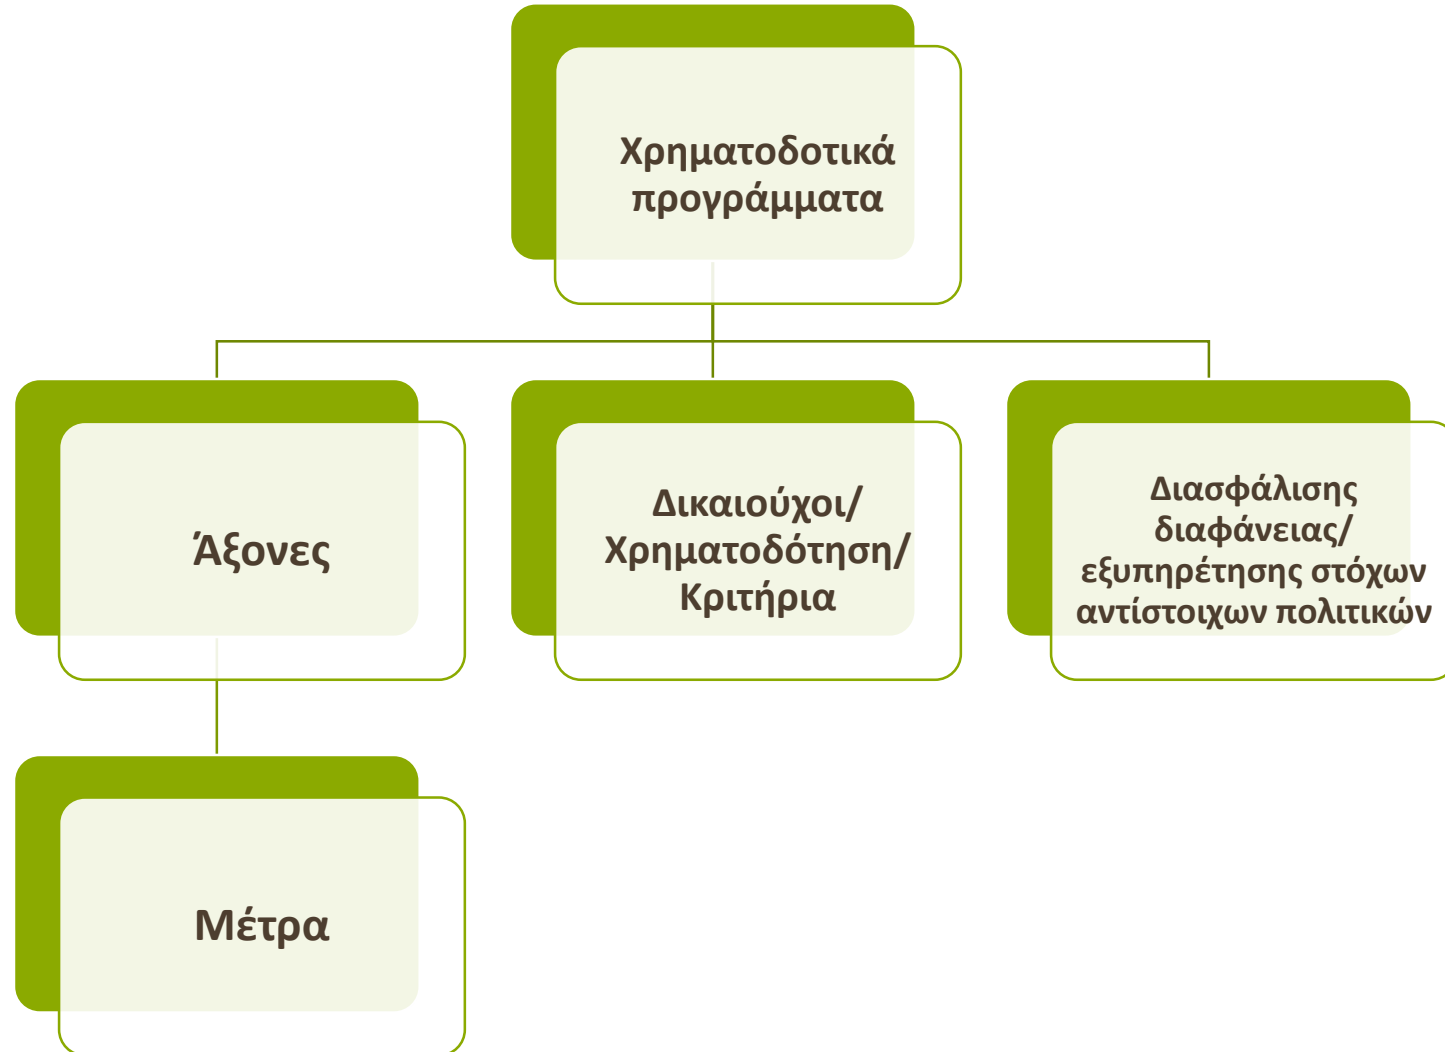 Χρηματοδοτικά
προγράμματα
Άξονες
Δικαιούχοι/
Χρηματοδότηση/
Κριτήρια
Διασφάλισης
διαφάνειας/
εξυπηρέτησης στόχων
αντίστοιχων πολιτικών
Μέτρα